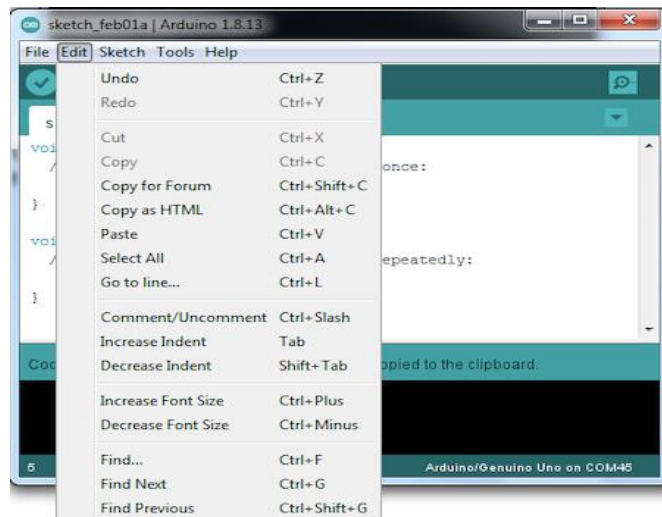 sketch_feb01a | Arduino 1.8.13
File Edit Sketch Tools Help
Undo Ctrl+Z
Redo Ctrl+Y
s
Cut Ctrl+X
voi
Copy Ctrl+C
/ once:
Copy for Forum Ctrl+Shift+C
}
Copy as HTML Ctrl+Alt+C
Paste Ctrl+V
voi
Select All Ctrl+A
/ epeatedly:
Go to line... Ctrl+L
}
Comment/Uncomment Ctrl+Slash
Increase Indent Tab
Decrease Indent Shift+Tab
Coc opied to the clipboard.
Increase Font Size Ctrl+Plus
Decrease Font Size Ctrl+Minus
Find... Ctrl+F
5 Arduino/Genuino Uno on COM45
Find Next Ctrl+G
Find Previous Ctrl+Shift+G